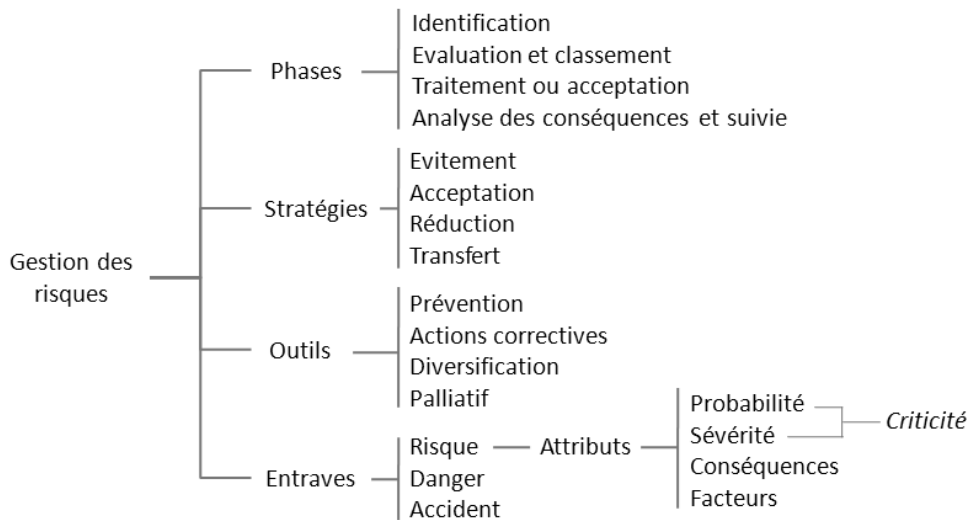 Identification
Evaluation et classement
Phases
Traitement ou acceptation
Analyse des conséquences et suivie
Evitement
Acceptation
Stratégies
Réduction
Transfert
Gestion des
risques
Prévention
Actions correctives
Outils
Diversification
Palliatif
Probabilité
Criticité
Risque
Attributs
Sévérité
Entraves
Danger
Conséquences
Accident
Facteurs